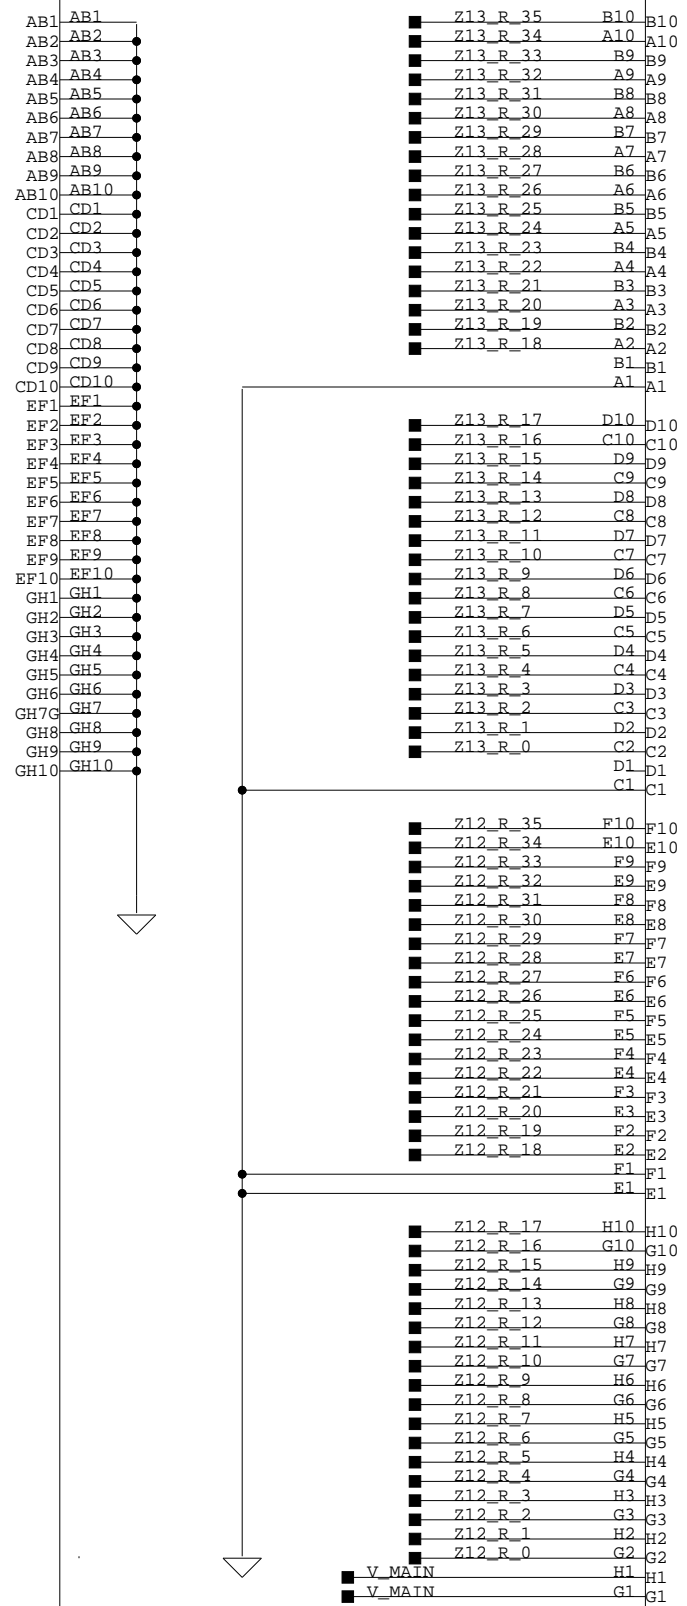 AB1 AB1
AB2 AB2
AB3 AB3
AB4 AB4
AB5 AB5
AB6 AB6
AB7 AB7
AB8 AB8
AB9 AB9
AB10 AB10
CD1 CD1
CD2 CD2
CD3 CD3
CD4 CD4
CD5 CD5
CD6 CD6
CD7 CD7
CD8 CD8
CD9 CD9
CD10 CD10
EF1 EF1
EF2 EF2
EF3 EF3
EF4 EF4
EF5 EF5
EF6 EF6
EF7 EF7
EF8 EF8
EF9 EF9
EF10 EF10
GH1 GH1
GH2 GH2
GH3 GH3
GH4 GH4
GH5 GH5
GH6 GH6
GH7G GH7
GH8 GH8
GH9 GH9
GH10 GH10
Z13_R_35 B10 B10
Z13_R_34 A10 A10
Z13_R_33 B9 B9
Z13_R_32 A9 A9
Z13_R_31 B8 B8
Z13_R_30 A8 A8
Z13_R_29 B7 B7
Z13_R_28 A7 A7
Z13_R_27 B6 B6
Z13_R_26 A6 A6
Z13_R_25 B5 B5
Z13_R_24 A5 A5
Z13_R_23 B4 B4
Z13_R_22 A4 A4
Z13_R_21 B3 B3
Z13_R_20 A3 A3
Z13_R_19 B2 B2
Z13_R_18 A2 A2
B1 B1
A1 A1
Z13_R_17 D10 D10
Z13_R_16 C10 C10
Z13_R_15 D9 D9
Z13_R_14 C9 C9
Z13_R_13 D8 D8
Z13_R_12 C8 C8
Z13_R_11 D7 D7
Z13_R_10 C7 C7
Z13_R_9 D6 D6
Z13_R_8 C6 C6
Z13_R_7 D5 D5
Z13_R_6 C5 C5
Z13_R_5 D4 D4
Z13_R_4 C4 C4
Z13_R_3 D3 D3
Z13_R_2 C3 C3
Z13_R_1 D2 D2
Z13_R_0 C2 C2
D1 D1
C1 C1
Z12_R_35 F10 F10
Z12_R_34 E10 E10
Z12_R_33 F9 F9
Z12_R_32 E9 E9
Z12_R_31 F8 F8
Z12_R_30 E8 E8
Z12_R_29 F7 F7
Z12_R_28 E7 E7
Z12_R_27 F6 F6
Z12_R_26 E6 E6
Z12_R_25 F5 F5
Z12_R_24 E5 E5
Z12_R_23 F4 F4
Z12_R_22 E4 E4
Z12_R_21 F3 F3
Z12_R_20 E3 E3
Z12_R_19 F2 F2
Z12_R_18 E2 E2
F1 F1
E1 E1
Z12_R_17 H10 H10
Z12_R_16 G10 G10
Z12_R_15 H9 H9
Z12_R_14 G9 G9
Z12_R_13 H8 H8
Z12_R_12 G8 G8
Z12_R_11 H7 H7
Z12_R_10 G7 G7
Z12_R_9 H6 H6
Z12_R_8 G6 G6
Z12_R_7 H5 H5
Z12_R_6 G5 G5
Z12_R_5 H4 H4
Z12_R_4 G4 G4
Z12_R_3 H3 H3
Z12_R_2 G3 G3
Z12_R_1 H2 H2
Z12_R_0 G2 G2
V_MAIN H1 H1
V_MAIN G1 G1